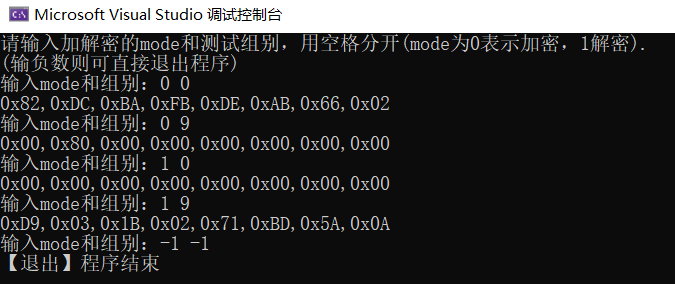 Microsoft Visual Studio 调试控制台
请输入加解密的mode和测试组别，用空格分开(mode为0表示加密，1解密).
(输负数则可直接退出程序)
输入mode和组别：0 0
0x82,0xDC,0xBA,0xFB,0xDE,0xAB,0x66,0x02
输入mode和组别：0 9
0x00,0x80,0x00,0x00,0x00,0x00,0x00,0x00
输入mode和组别：1 0
0x00,0x00,0x00,0x00,0x00,0x00,0x00,0x00
输入mode和组别：1 9
0xD9,0x03,0x1B,0x02,0x71,0xBD,0x5A,0x0A
输入mode和组别：-1 -1
【退出】程序结束